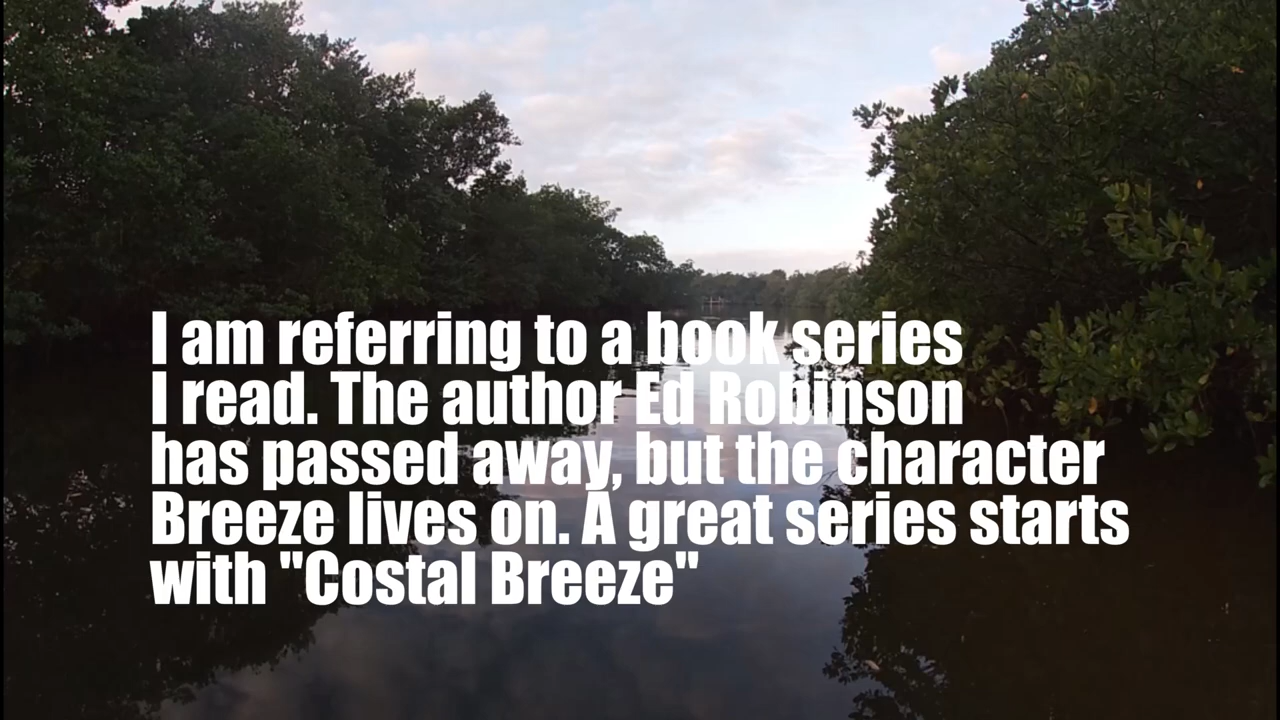 I am referring to a book series
I read. The author Ed Robinson
has passed away, but the character
Breeze lives on. A great series starts
with "Costal Breeze"